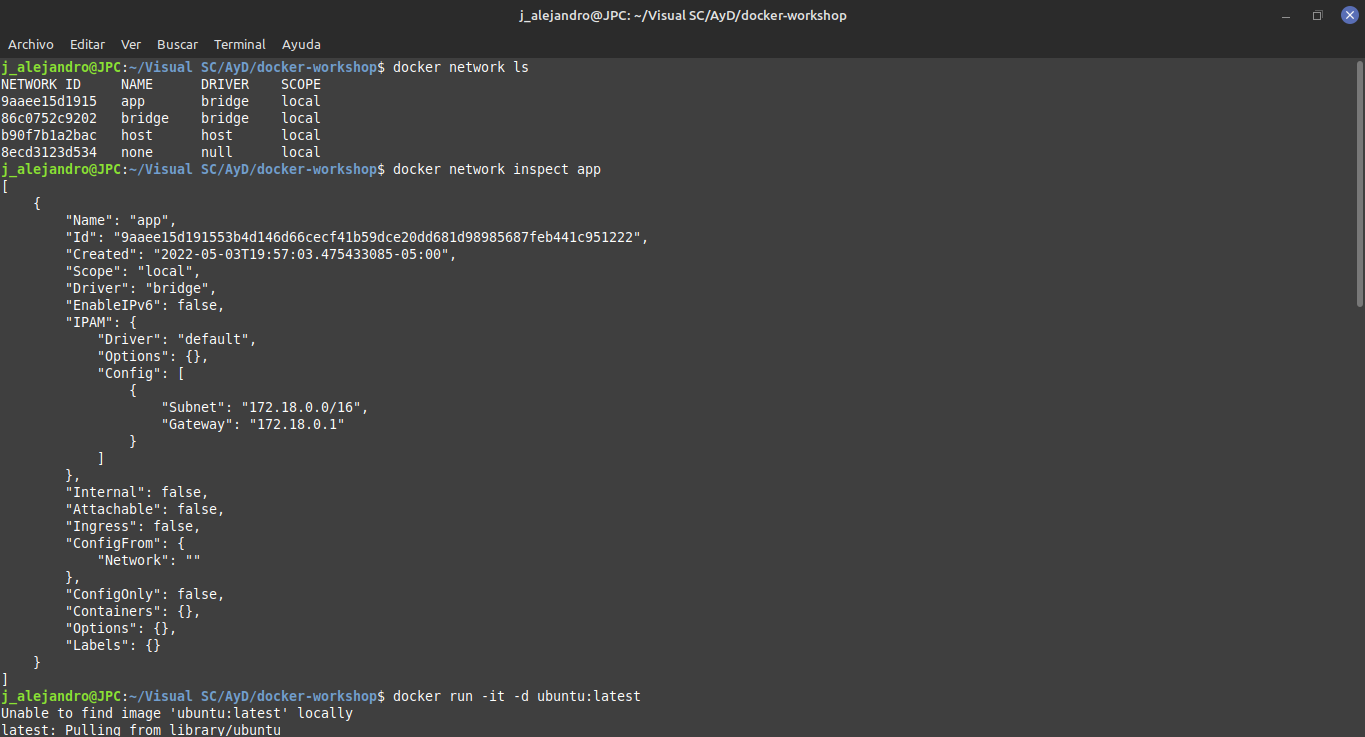 j_alejandro@JPC: ~/Visual SC/AyD/docker-workshop
Archivo Editar Ver Buscar Terminal Ayuda
j_alejandro@JPC:~/Visual SC/AyD/docker-workshop$ docker network ls
NETWORK ID     NAME      DRIVER    SCOPE
9aaee15d1915   app       bridge    local
86c0752c9202   bridge    bridge    local
b90f7b1a2bac   host      host      local
8ecd3123d534   none      null      local
j_alejandro@JPC:~/Visual SC/AyD/docker-workshop$ docker network inspect app
[
    {
        "Name": "app",
        "Id": "9aaee15d191553b4d146d66cecf41b59dce20dd681d98985687feb441c951222",
        "Created": "2022-05-03T19:57:03.475433085-05:00",
        "Scope": "local",
        "Driver": "bridge",
        "EnableIPv6": false,
        "IPAM": {
            "Driver": "default",
            "Options": {},
            "Config": [
                {
                    "Subnet": "172.18.0.0/16",
                    "Gateway": "172.18.0.1"
                }
            ]
        },
        "Internal": false,
        "Attachable": false,
        "Ingress": false,
        "ConfigFrom": {
            "Network": ""
        },
        "ConfigOnly": false,
        "Containers": {},
        "Options": {},
        "Labels": {}
    }
]
j_alejandro@JPC:~/Visual SC/AyD/docker-workshop$ docker run -it -d ubuntu:latest
Unable to find image 'ubuntu:latest' locally
latest: Pulling from library/ubuntu